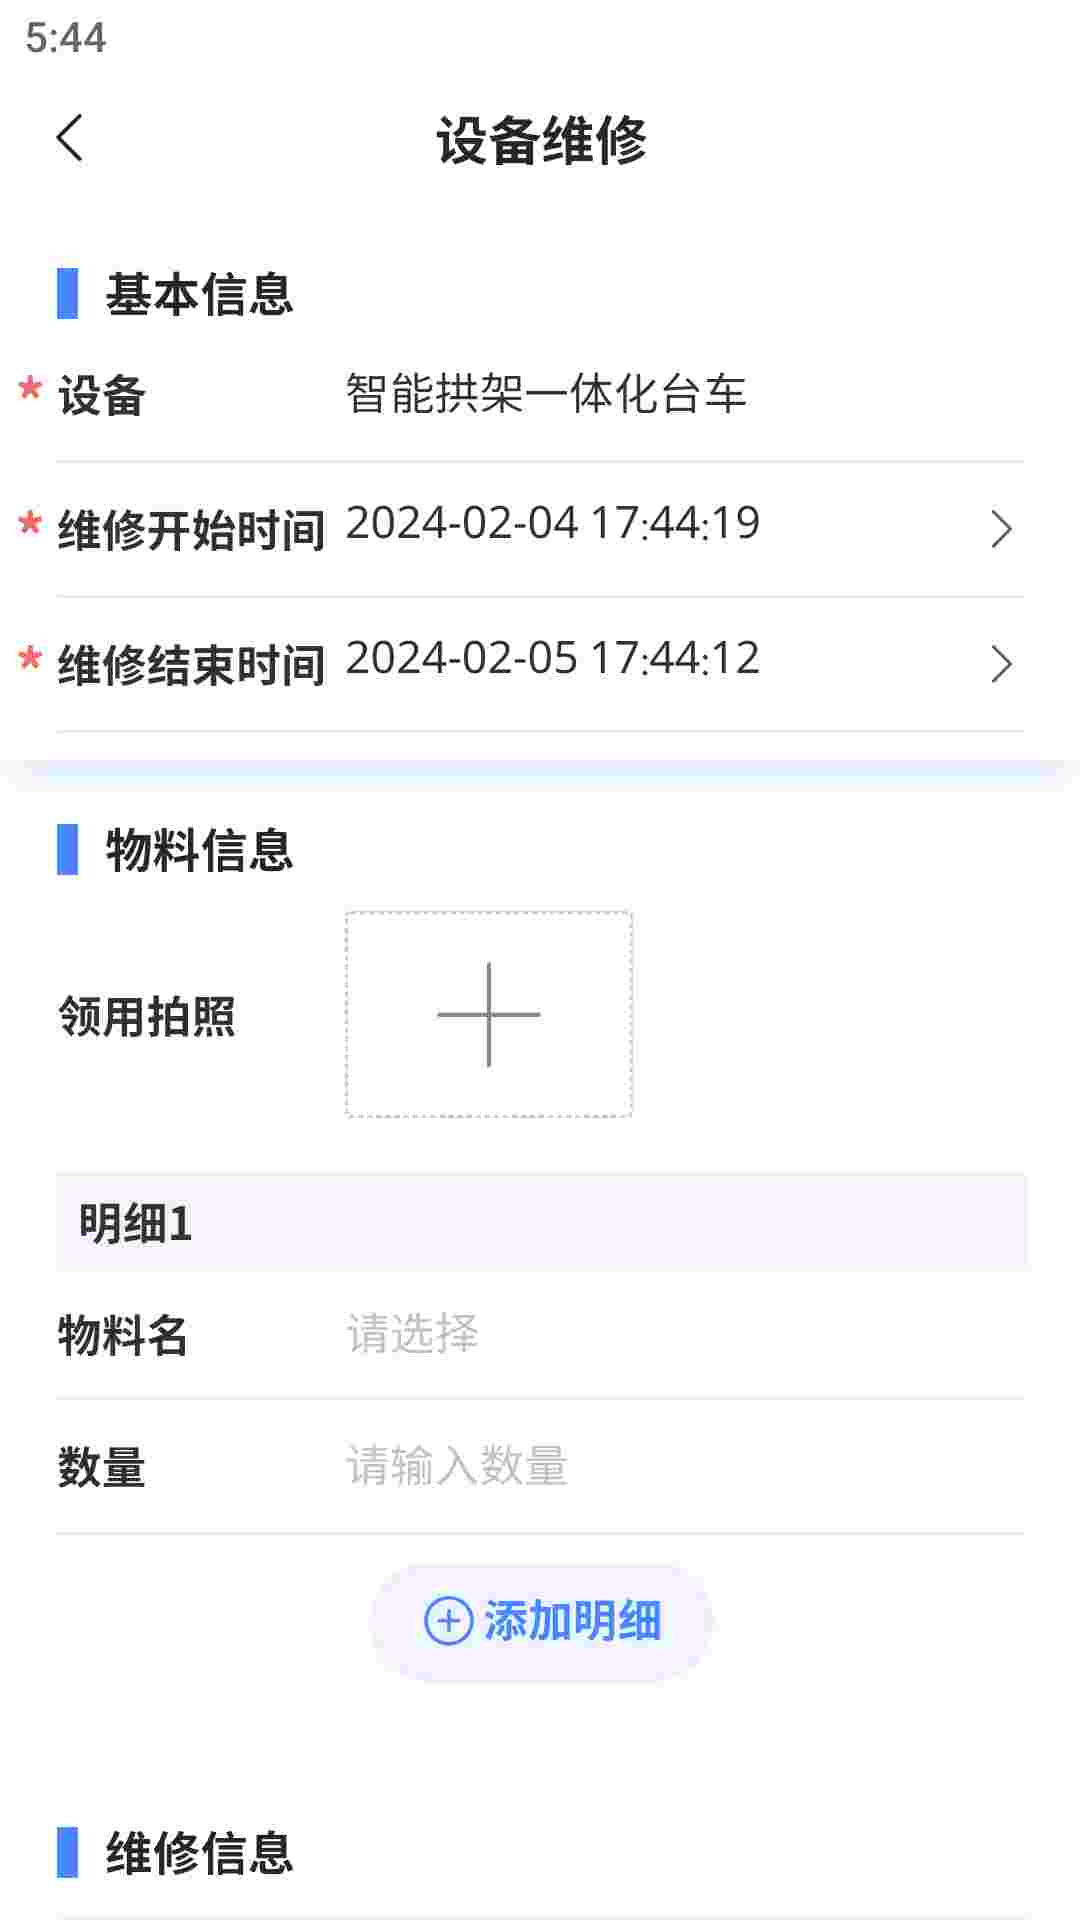 5:44
设备维修
基本信息
* 设备 智能拱架一体化台车
* 维修开始时间 2024-02-04 17:44:19
* 维修结束时间 2024-02-05 17:44:12
物料信息
领用拍照
明细1
物料名 请选择
数量 请输入数量
添加明细
维修信息